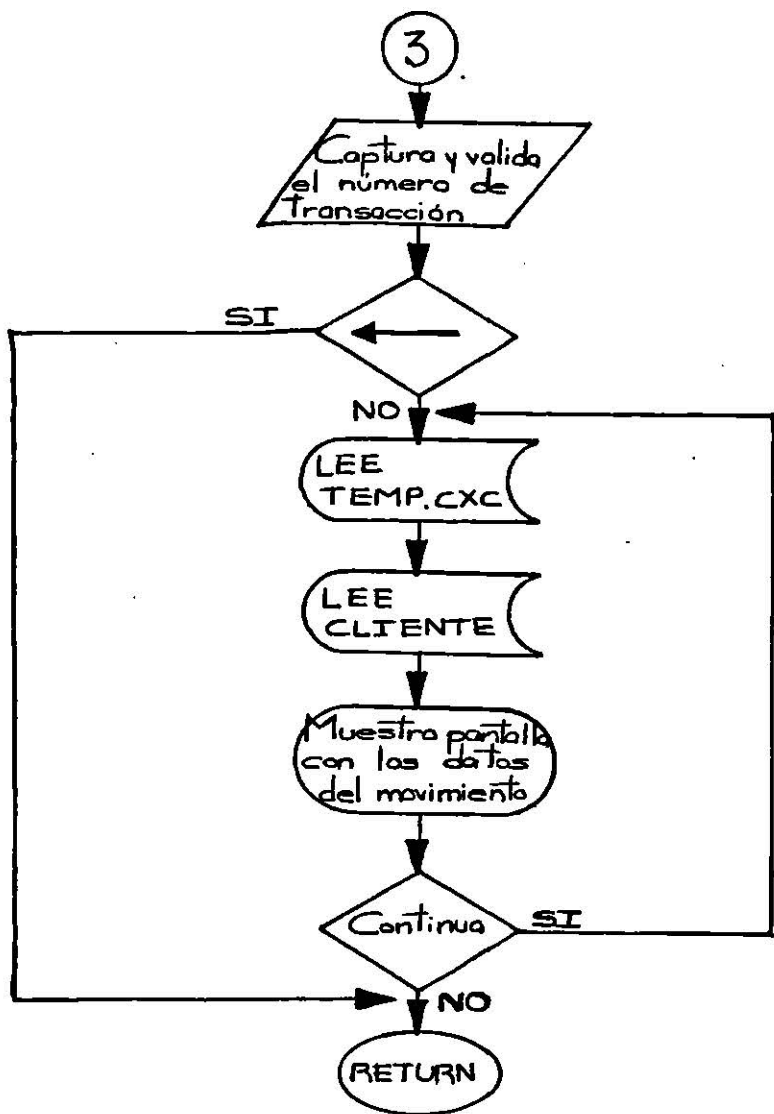 3
Captura y valida
el número de
Transacción
SI
NO
LEE
TEMP.CXC
LEE
CLIENTE
Muestra pantalla
con los datos
del movimiento
Continua
SI
NO
RETURN